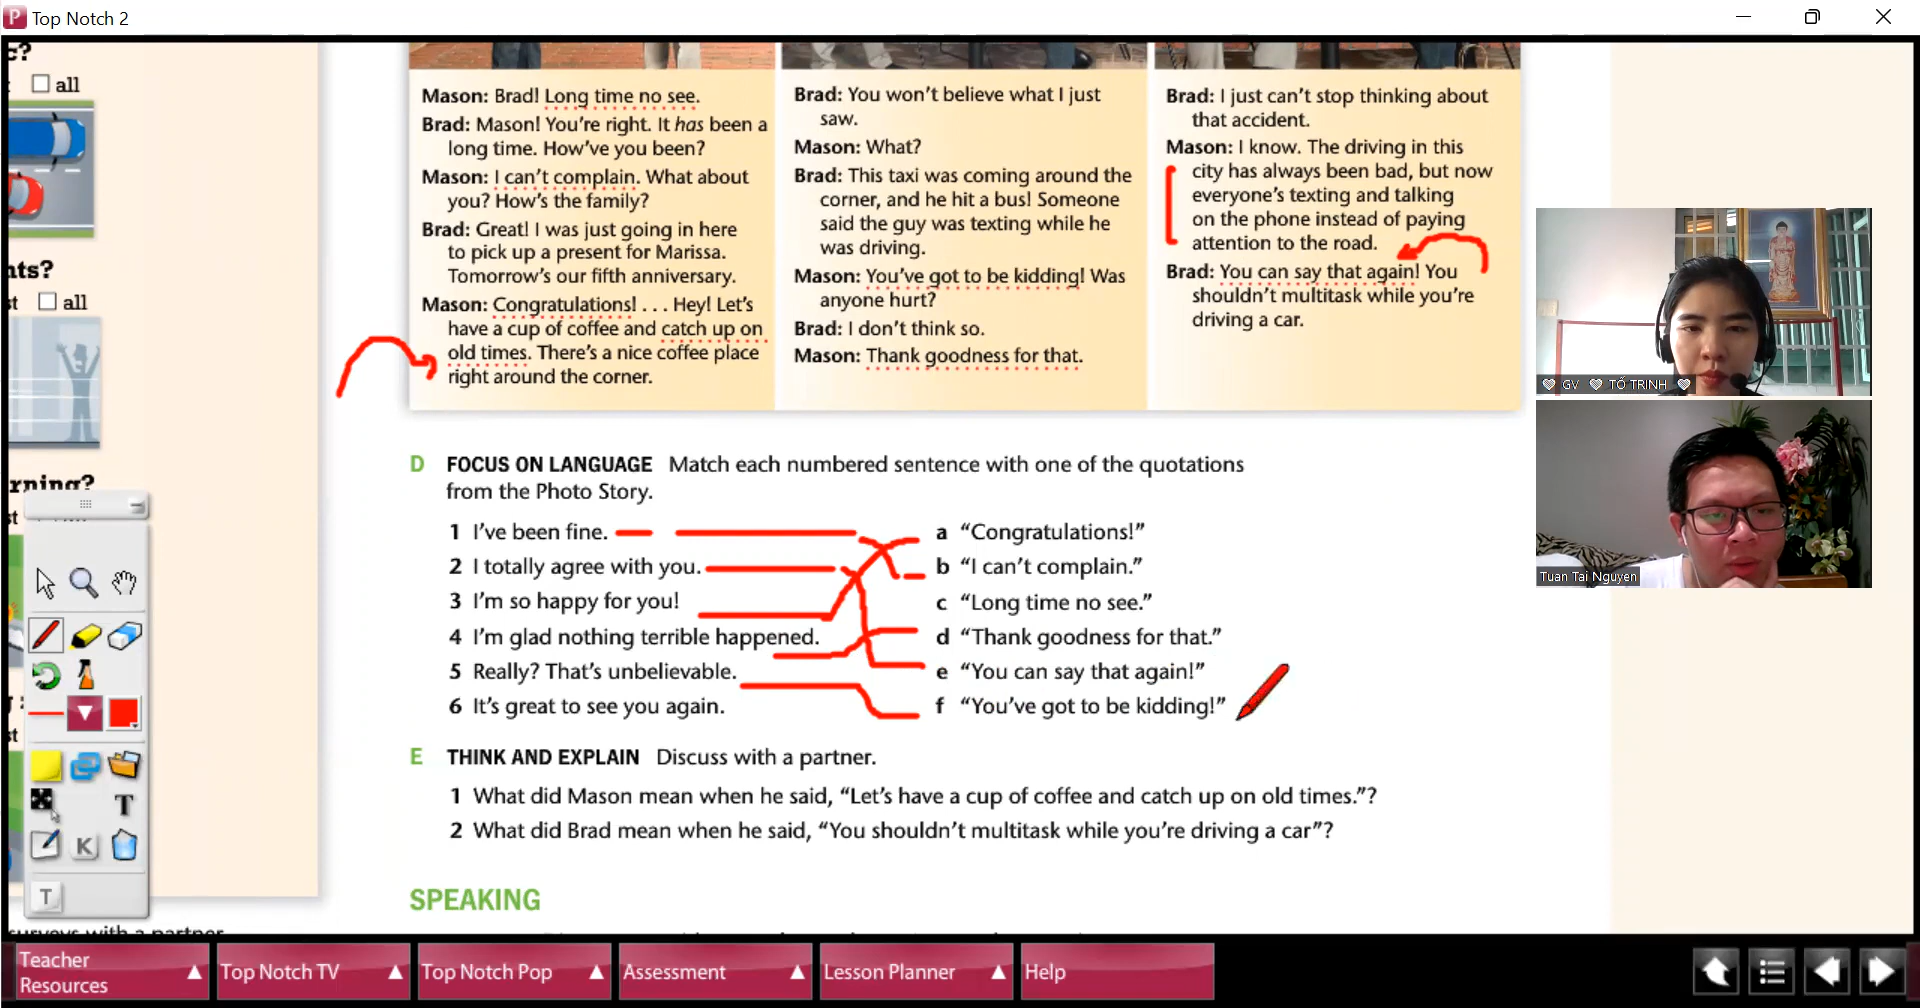 Top Notch 2
c?
all
nts?
st all
rning?
st
st
surveys with a partner
Mason: Brad! Long time no see.
Brad: Mason! You're right. It has been a
long time. How've you been?
Mason: I can't complain. What about
you? How's the family?
Brad: Great! I was just going in here
to pick up a present for Marissa.
Tomorrow's our fifth anniversary.
Mason: Congratulations! . . . Hey! Let's
have a cup of coffee and catch up on
old times. There's a nice coffee place
right around the corner.
Brad: You won't believe what I just
saw.
Mason: What?
Brad: This taxi was coming around the
corner, and he hit a bus! Someone
said the guy was texting while he
was driving.
Mason: You've got to be kidding! Was
anyone hurt?
Brad: I don't think so.
Mason: Thank goodness for that.
Brad: I just can't stop thinking about
that accident.
Mason: I know. The driving in this
city has always been bad, but now
everyone's texting and talking
on the phone instead of paying
attention to the road.
Brad: You can say that again! You
shouldn't multitask while you're
driving a car.
GV TỐ TRINH
Tuan Tai Nguyen
D FOCUS ON LANGUAGE Match each numbered sentence with one of the quotations
from the Photo Story.
1 I've been fine.
2 I totally agree with you.
3 I'm so happy for you!
4 I'm glad nothing terrible happened.
5 Really? That's unbelievable.
6 It's great to see you again.
a "Congratulations!"
b "I can't complain."
c "Long time no see."
d "Thank goodness for that."
e "You can say that again!"
f "You've got to be kidding!"
E THINK AND EXPLAIN Discuss with a partner.
1 What did Mason mean when he said, "Let's have a cup of coffee and catch up on old times."?
2 What did Brad mean when he said, "You shouldn't multitask while you're driving a car"?
SPEAKING
T
K
T
Teacher
Resources
Top Notch TV
Top Notch Pop
Assessment
Lesson Planner
Help